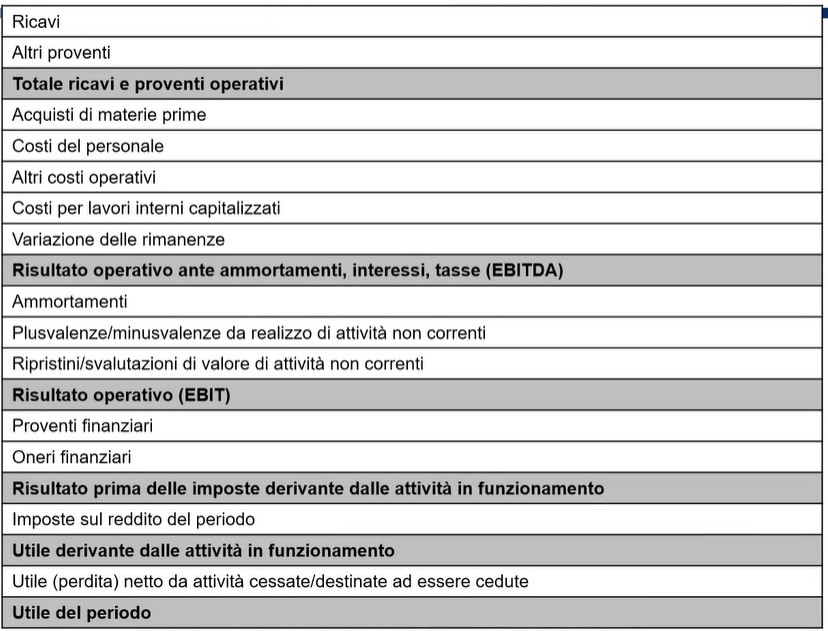 Ricavi
Altri proventi
Totale ricavi e proventi operativi
Acquisti di materie prime
Costi del personale
Altri costi operativi
Costi per lavori interni capitalizzati
Variazione delle rimanenze
Risultato operativo ante ammortamenti, interessi, tasse (EBITDA)
Ammortamenti
Plusvalenze/minusvalenze da realizzo di attività non correnti
Ripristini/svalutazioni di valore di attività non correnti
Risultato operativo (EBIT)
Proventi finanziari
Oneri finanziari
Risultato prima delle imposte derivante dalle attività in funzionamento
Imposte sul reddito del periodo
Utile derivante dalle attività in funzionamento
Utile (perdita) netto da attività cessate/destinate ad essere cedute
Utile del periodo